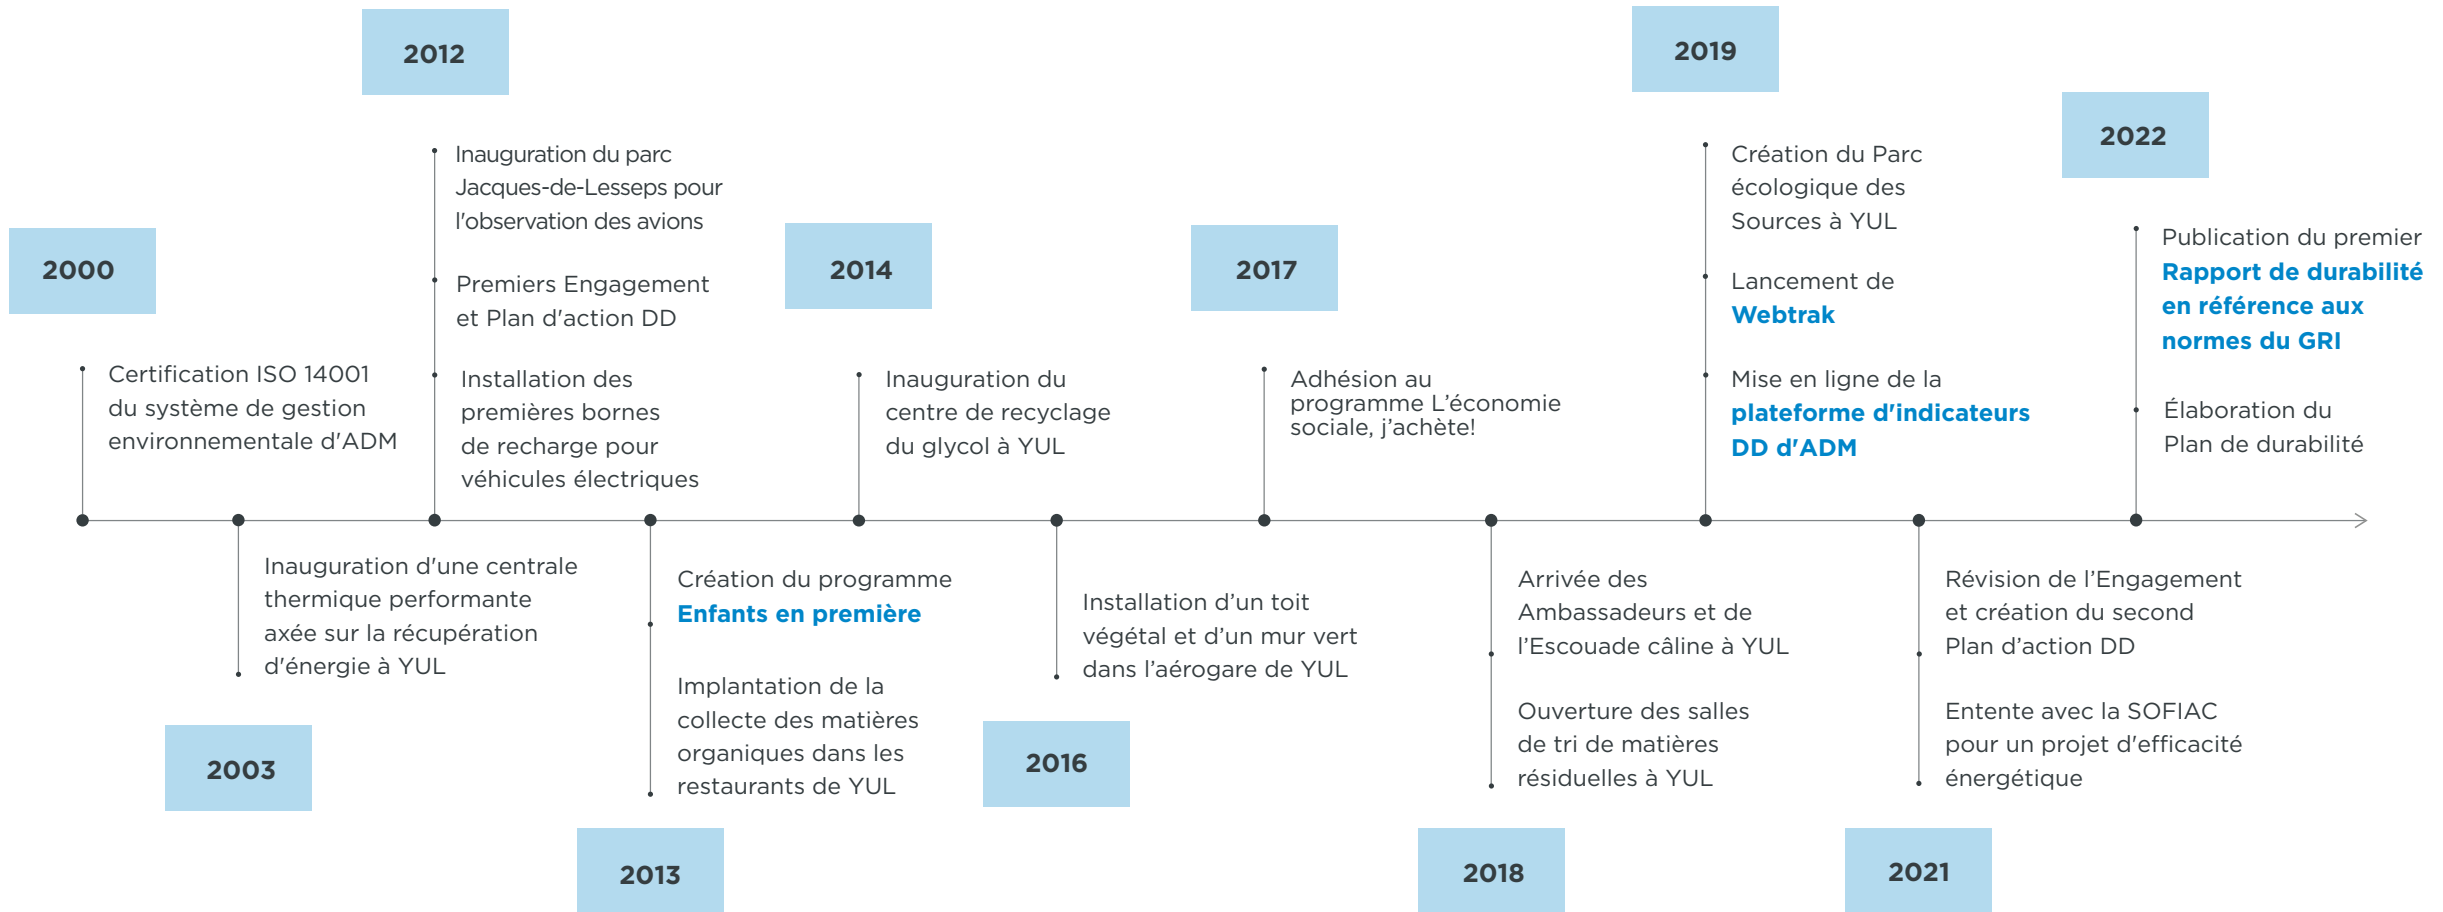 2000
Certification ISO 14001
du système de gestion
environnementale d'ADM
2003
Inauguration d'une centrale
thermique performante
axée sur la récupération
d'énergie à YUL
2012
Inauguration du parc
Jacques-de-Lesseps pour
l'observation des avions
Premiers Engagement
et Plan d'action DD
Installation des
premières bornes
de recharge pour
véhicules électriques
2013
Création du programme
Enfants en première
Implantation de la
collecte des matières
organiques dans les
restaurants de YUL
2014
Inauguration du
centre de recyclage
du glycol à YUL
2016
Installation d’un toit
végétal et d’un mur vert
dans l’aérogare de YUL
2017
Adhésion au
programme L’économie
sociale, j’achète!
2018
Arrivée des
Ambassadeurs et de
l’Escouade câline à YUL
Ouverture des salles
de tri de matières
résiduelles à YUL
2019
Création du Parc
écologique des
Sources à YUL
Lancement de
Webtrak
Mise en ligne de la
plateforme d'indicateurs
DD d'ADM
2021
Révision de l’Engagement
et création du second
Plan d’action DD
Entente avec la SOFIAC
pour un projet d'efficacité
énergétique
2022
Publication du premier
Rapport de durabilité
en référence aux
normes du GRI
Élaboration du
Plan de durabilité